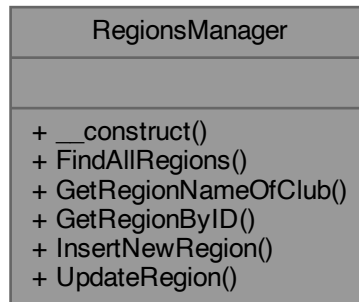 RegionsManager
+ __construct()
+ FindAllRegions()
+ GetRegionNameOfClub()
+ GetRegionByID()
+ InsertNewRegion()
+ UpdateRegion()